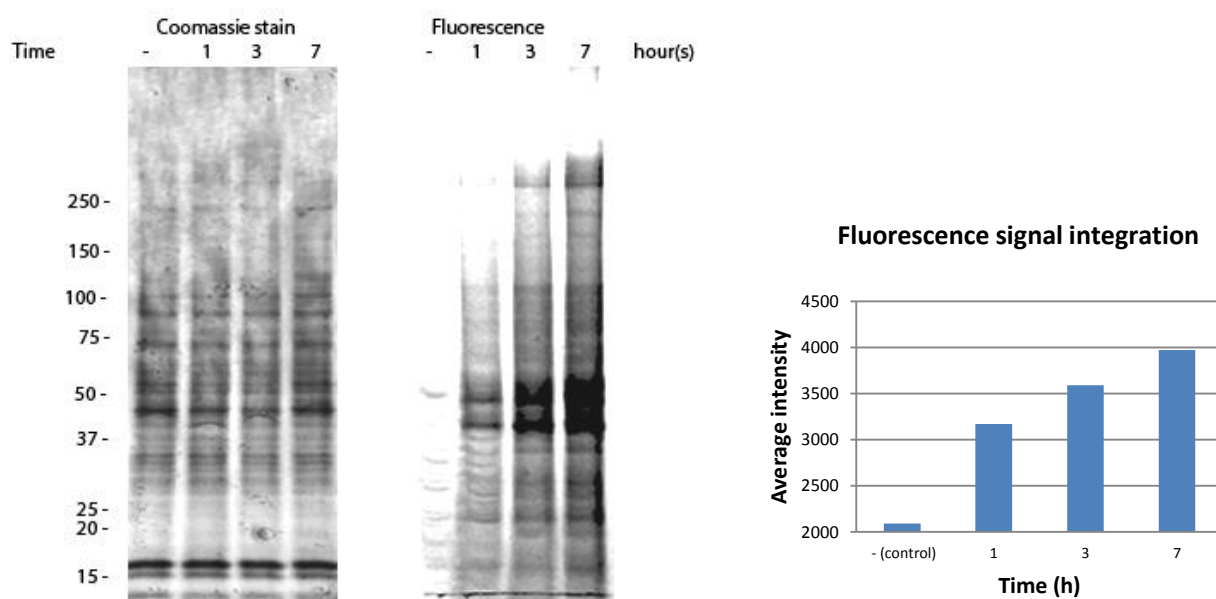 Coomassie stain Fluorescence
Time - 1 3 7 - 1 3 7 hour(s)
250 -
150 -
100 -
75 -
50 -
37 -
25 -
20 -
15 -
Fluorescence signal integration
4500
4000
3500
3000
2500
2000
Average intensity
- (control) 1 3 7
Time (h)